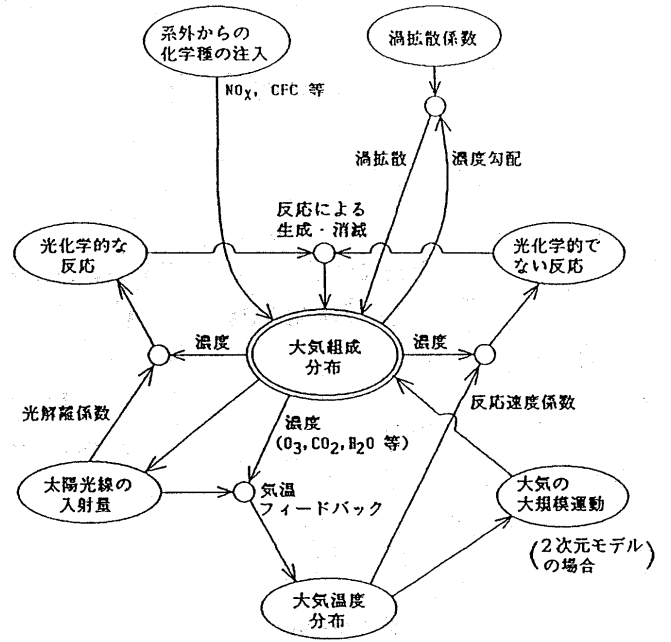 系外からの
化学種の注入
渦拡散係数
NOX, CFC 等
渦拡散
濃度勾配
反応による
生成・消滅
光化学的な
反応
光化学的で
ない反応
濃度
大気組成
分布
濃度
光解離係数
反応速度係数
濃度
(O3,CO2,H2O 等)
太陽光線の
入射量
気温
フィードバック
大気の
大規模運動
(2次元モデル
の場合)
大気温度
分布